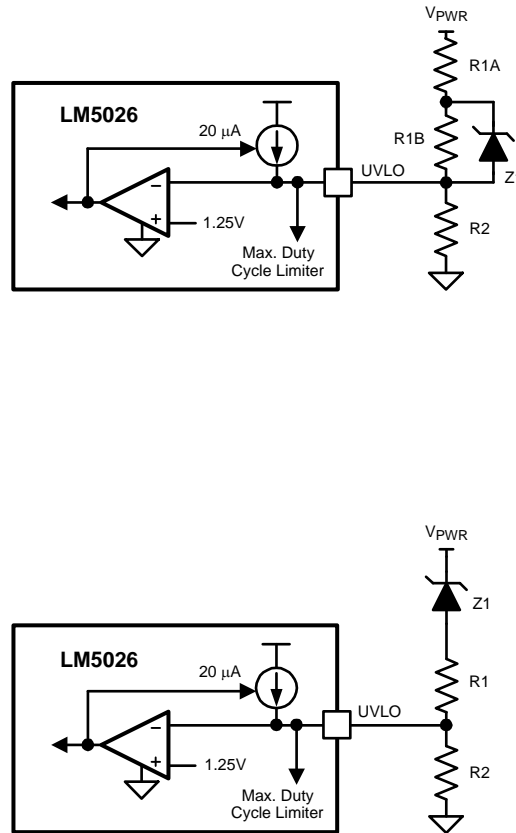 VPWR
R1A
LM5026
20 μA
R1B
Z
UVLO
−
+
1.25V
R2
Max. Duty
Cycle Limiter
VPWR
Z1
LM5026
20 μA
R1
UVLO
−
+
1.25V
R2
Max. Duty
Cycle Limiter